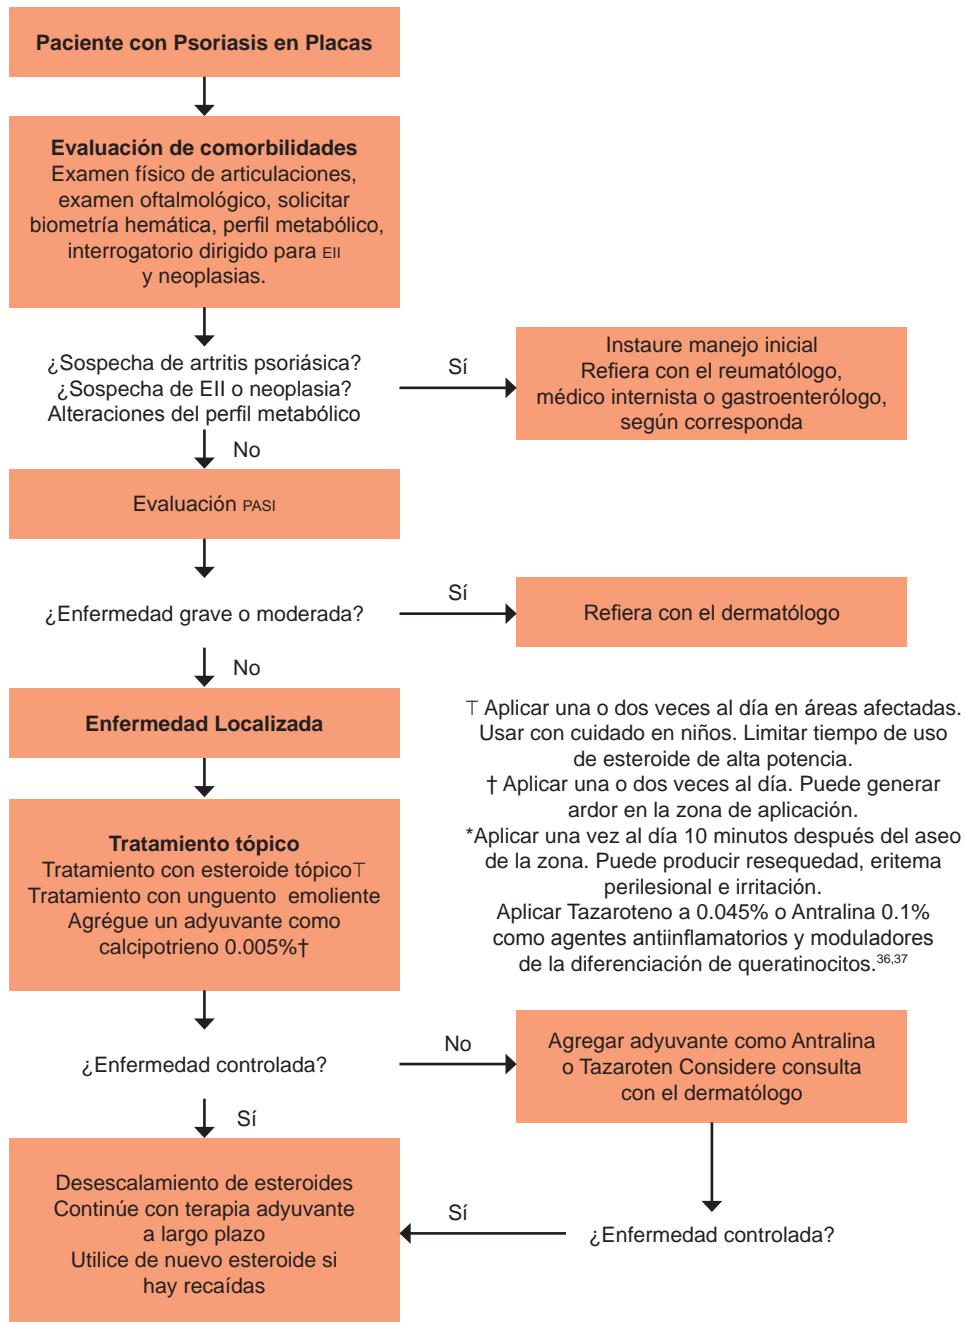 Paciente con Psoriasis en Placas
Evaluación de comorbilidades
Examen físico de articulaciones,
examen oftalmológico, solicitar
biometría hemática, perfil metabólico,
interrogatorio dirigido para EII
y neoplasias.
¿Sospecha de artritis psoriásica?
¿Sospecha de EII o neoplasia?
Alteraciones del perfil metabólico
Sí
Instaure manejo inicial
Refiera con el reumatólogo,
médico internista o gastroenterólogo,
según corresponda
No
Evaluación PASI
¿Enfermedad grave o moderada?
Sí
Refiera con el dermatólogo
No
Enfermedad Localizada
⊤ Aplicar una o dos veces al día en áreas afectadas.
Usar con cuidado en niños. Limitar tiempo de uso
de esteroide de alta potencia.
† Aplicar una o dos veces al día. Puede generar
ardor en la zona de aplicación.
*Aplicar una vez al día 10 minutos después del aseo
de la zona. Puede producir resequedad, eritema
perilesional e irritación.
Aplicar Tazaroteno a 0.045% o Antralina 0.1%
como agentes antiinflamatorios y moduladores
de la diferenciación de queratinocitos.36,37
Tratamiento tópico
Tratamiento con esteroide tópico⊤
Tratamiento con unguento emoliente
Agrégue un adyuvante como
calcipotrieno 0.005%†
¿Enfermedad controlada?
No
Agregar adyuvante como Antralina
o Tazaroten Considere consulta
con el dermatólogo
Sí
Desescalamiento de esteroides
Continúe con terapia adyuvante
a largo plazo
Utilice de nuevo esteroide si
hay recaídas
Sí
¿Enfermedad controlada?